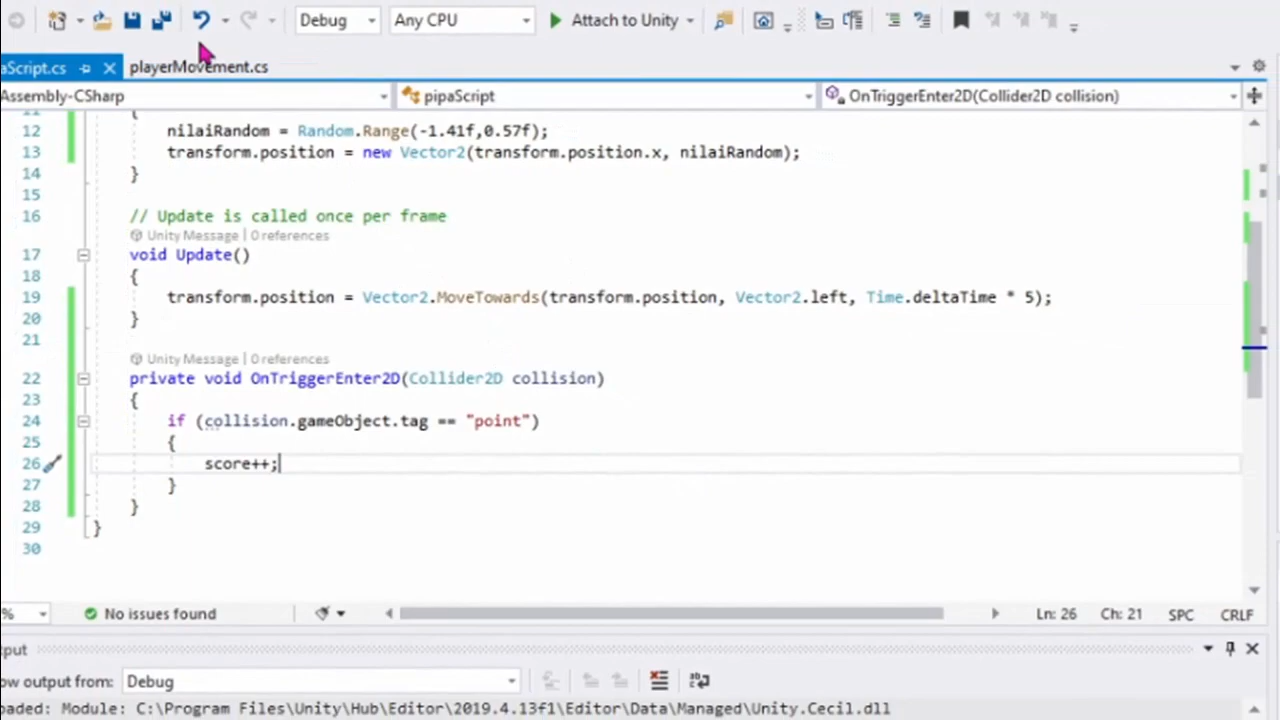 Debug Any CPU Attach to Unity
aScript.cs playerMovement.cs
Assembly-CSharp pipaScript OnTriggerEnter2D(Collider2D collision)
11 {
12 nilaiRandom = Random.Range(-1.41f,0.57f);
13 transform.position = new Vector2(transform.position.x, nilaiRandom);
14 }
15
16 // Update is called once per frame
Unity Message | 0 references
17 void Update()
18 {
19 transform.position = Vector2.MoveTowards(transform.position, Vector2.left, Time.deltaTime * 5);
20 }
21
Unity Message | 0 references
22 private void OnTriggerEnter2D(Collider2D collision)
23 {
24 if (collision.gameObject.tag == "point")
25 {
26 score++;
27 }
28 }
29 }
30
% No issues found Ln: 26 Ch: 21 SPC CRLF
put
ow output from: Debug
oaded: Module: C:\Program Files\Unity\Hub\Editor\2019.4.13f1\Editor\Data\Managed\Unity.Cecil.dll